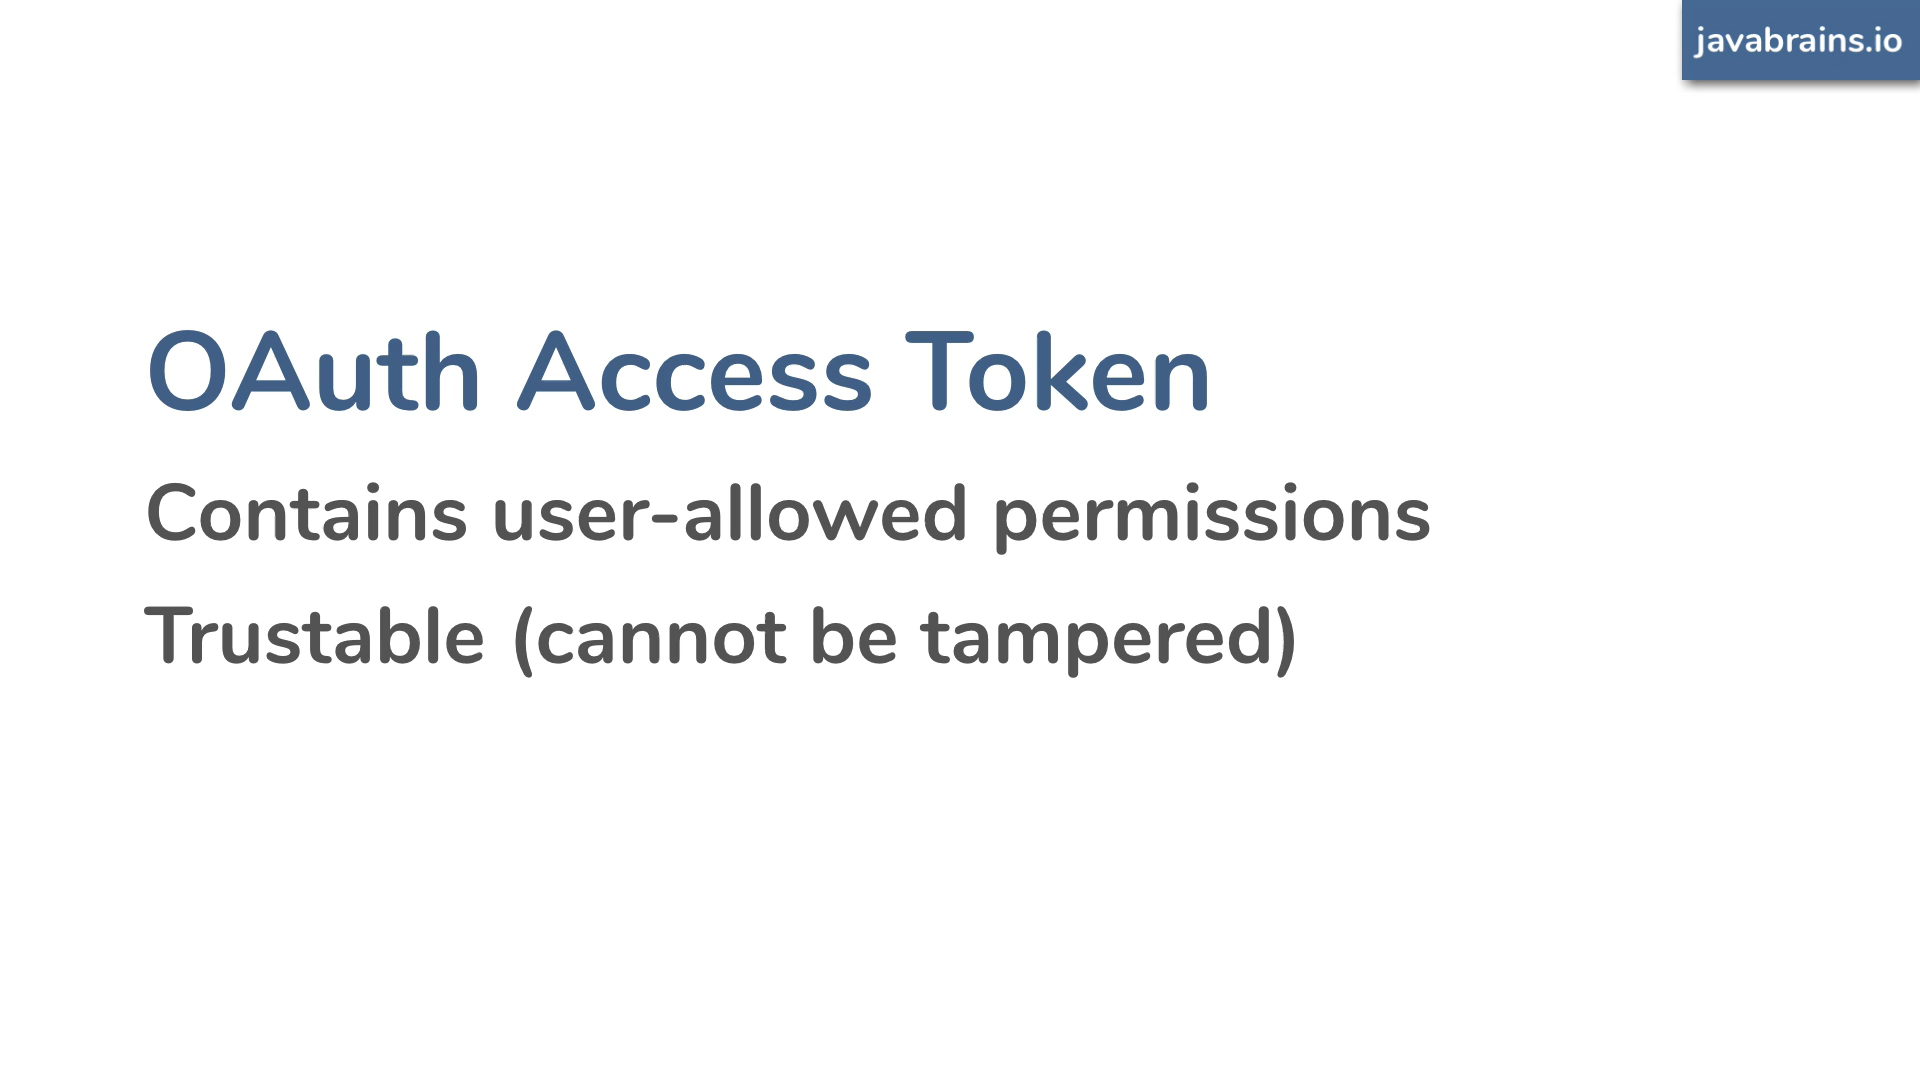 javabrains.io
OAuth Access Token
Contains user-allowed permissions
Trustable (cannot be tampered)